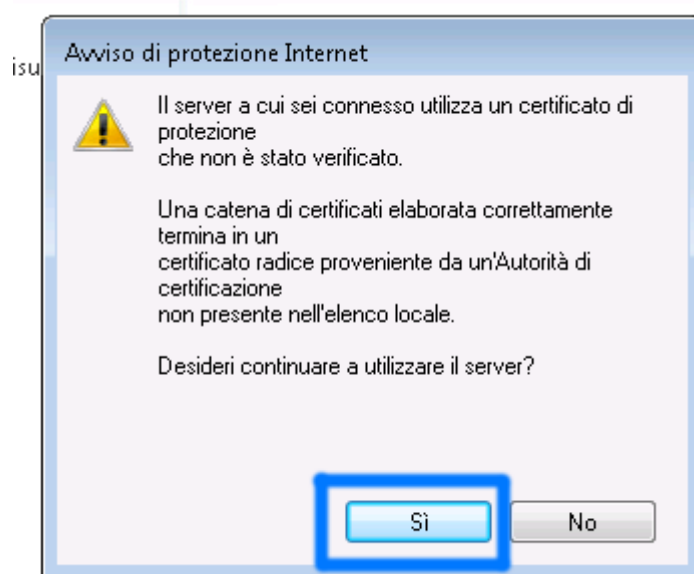 isu
Avviso di protezione Internet
Il server a cui sei connesso utilizza un certificato di
protezione
che non è stato verificato.
Una catena di certificati elaborata correttamente
termina in un
certificato radice proveniente da un'Autorità di
certificazione
non presente nell'elenco locale.
Desideri continuare a utilizzare il server?
Sì No